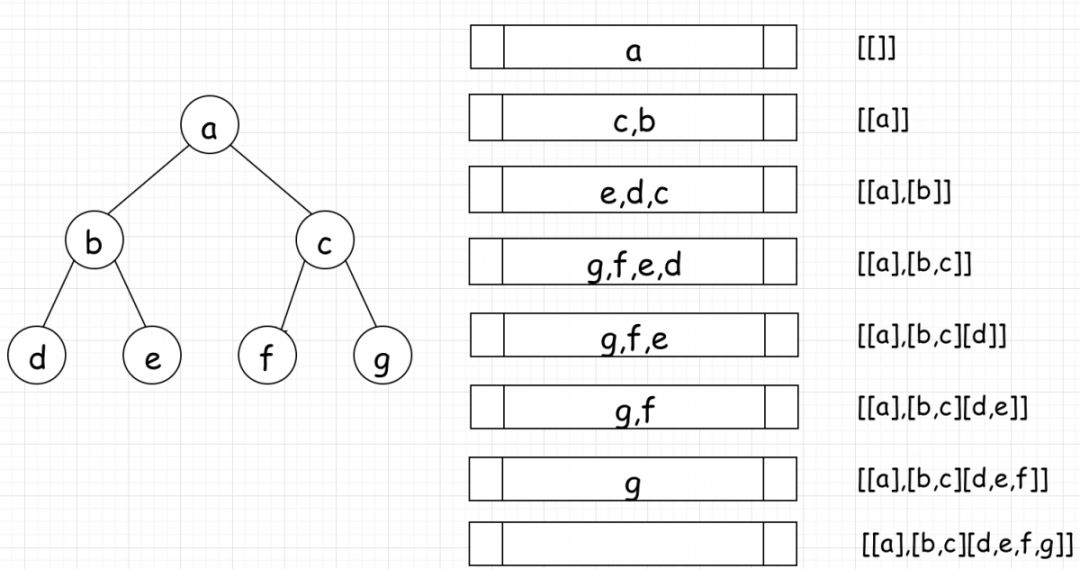 a
b
c
d
e
f
g
a
[[]]
c,b
[[a]]
e,d,c
[[a],[b]]
g,f,e,d
[[a],[b,c]]
g,f,e
[[a],[b,c][d]]
g,f
[[a],[b,c][d,e]]
g
[[a],[b,c][d,e,f]]
[[a],[b,c][d,e,f,g]]